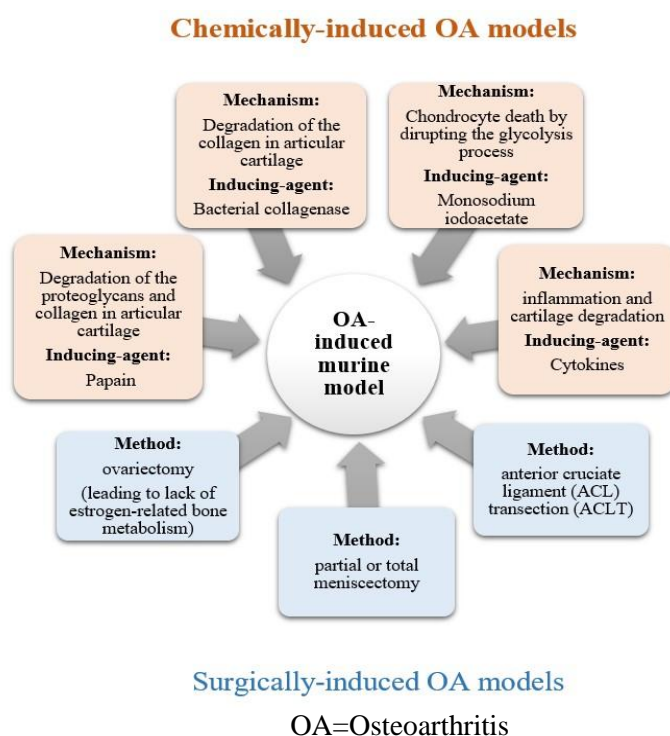 Chemically-induced OA models
Mechanism:
Degradation of the
collagen in articular
cartilage
Inducing-agent:
Bacterial collagenase
Mechanism:
Chondrocyte death by
dirupting the glycolysis
process
Inducing-agent:
Monosodium
iodoacetate
Mechanism:
Degradation of the
proteoglycans and
collagen in articular
cartilage
Inducing-agent:
Papain
OA-
induced
murine
model
Mechanism:
inflammation and
cartilage degradation
Inducing-agent:
Cytokines
Method:
ovariectomy
(leading to lack of
estrogen-related bone
metabolism)
Method:
partial or total
meniscectomy
Method:
anterior cruciate
ligament (ACL)
transection (ACLT)
Surgically-induced OA models
OA=Osteoarthritis